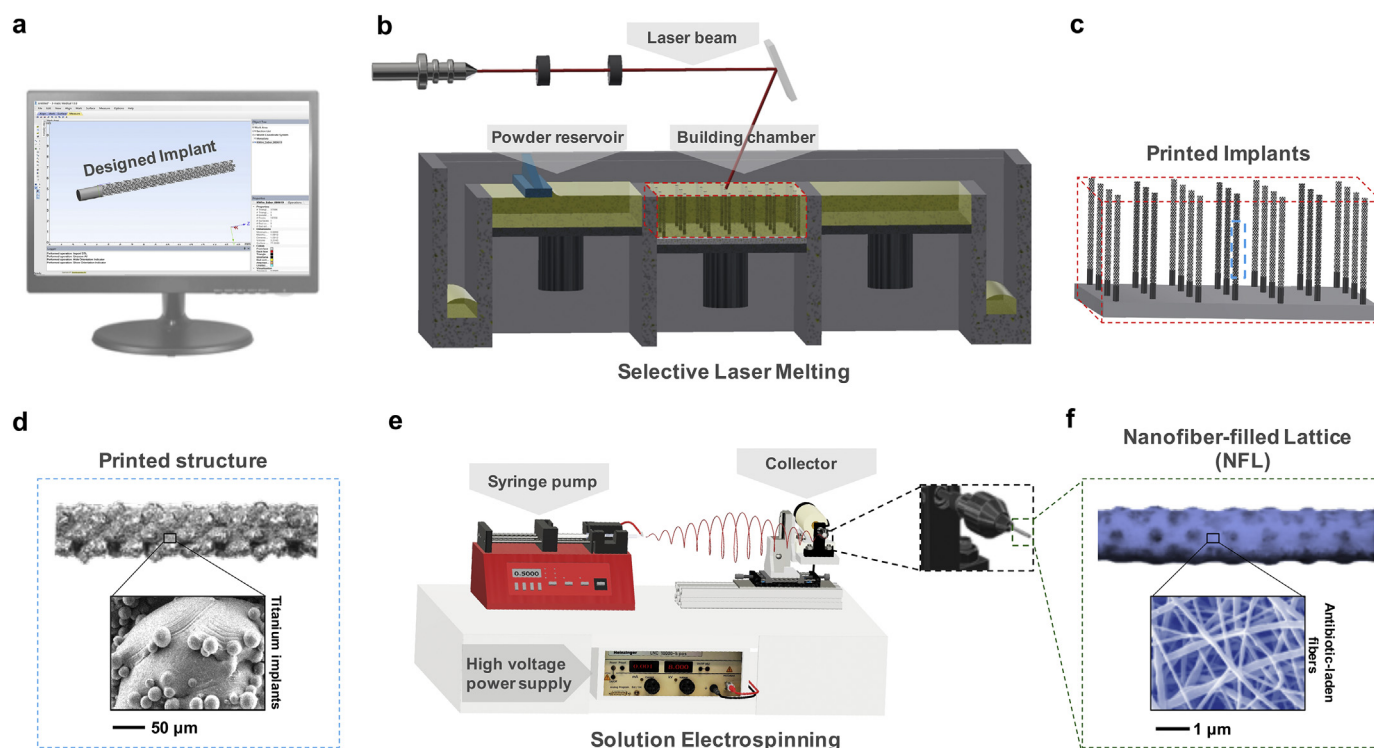 a
b
c
Laser beam
Designed Implant
Powder reservoir
Building chamber
Printed Implants
Selective Laser Melting
d
e
f
Printed structure
Syringe pump
Collector
Nanofiber-filled Lattice
(NFL)
0.5000
Titanium implants
Antibiotic-laden
fibers
High voltage
power supply
Heinzinger
50 µm
1 µm
Solution Electrospinning